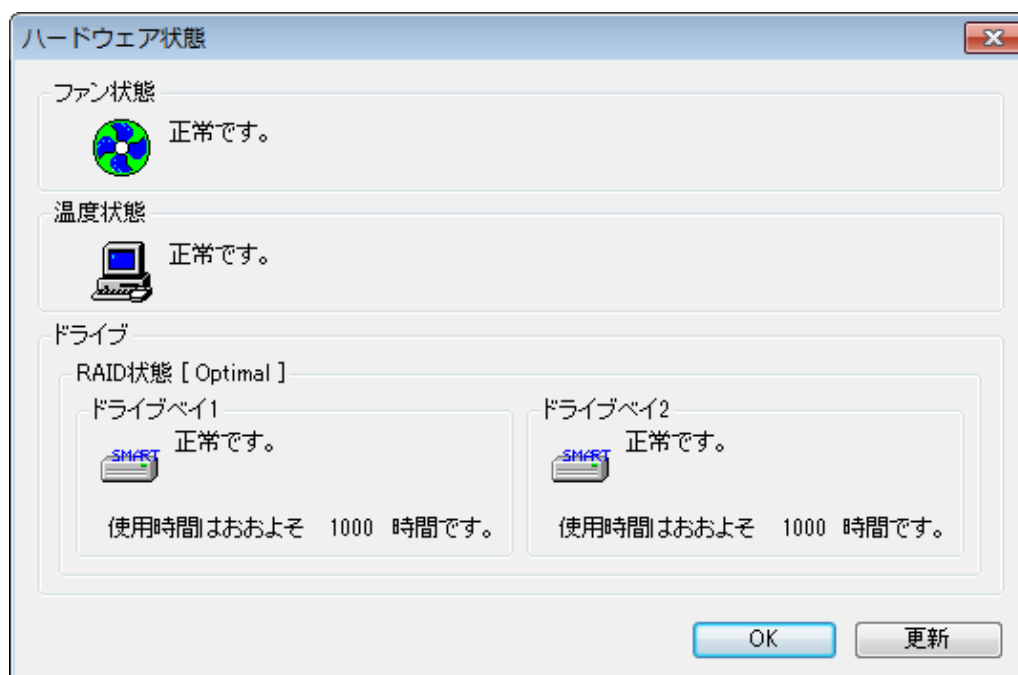 ハードウェア状態
ファン状態
正常です。
温度状態
正常です。
ドライブ
RAID状態 [ Optimal ]
ドライブベイ1
SMART
正常です。
使用時間はおおよそ 1000 時間です。
ドライブベイ2
SMART
正常です。
使用時間はおおよそ 1000 時間です。
OK
更新